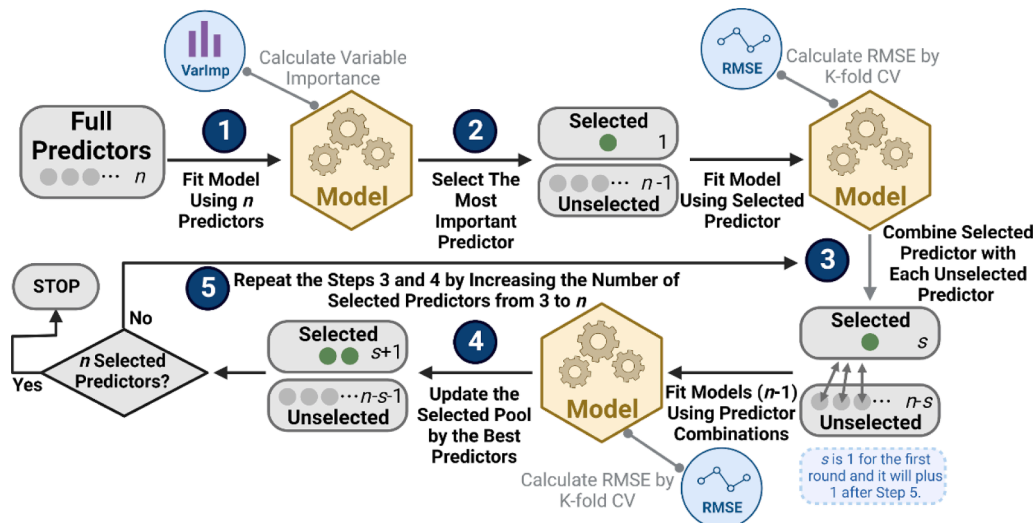 VarImp
Calculate Variable
Importance
RMSE
Calculate RMSE by
K-fold CV
Full
Predictors
... n
1
Fit Model
Using n
Predictors
Model
2
Select The
Most
Important
Predictor
Selected
1
... n-1
Unselected
Fit Model
Using Selected
Predictor
Model
3
Combine Selected
Predictor with
Each Unselected
Predictor
STOP
No
Yes
n Selected
Predictors?
5
Repeat the Steps 3 and 4 by Increasing the Number of
Selected Predictors from 3 to n
Selected
s+1
...n-s-1
Unselected
4
Update the
Selected Pool
by the Best
Predictors
Model
Calculate RMSE by
K-fold CV
RMSE
Fit Models (n-1)
Using Predictor
Combinations
Selected
s
... n-s
Unselected
s is 1 for the first
round and it will plus
1 after Step 5.